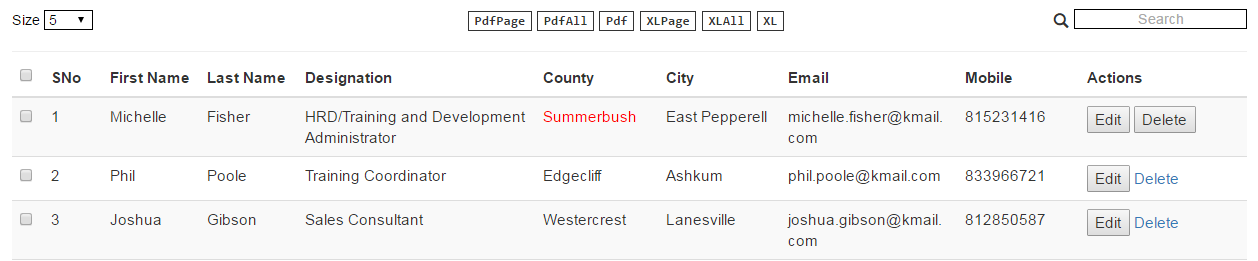 Size 5 PdfPage PdfAll Pdf XLPage XLAll XL Search
SNo First Name Last Name Designation County City Email Mobile Actions
1 Michelle Fisher HRD/Training and Development Summerbush East Pepperell michelle.fisher@kmail. 815231416 Edit Delete
Administrator com
2 Phil Poole Training Coordinator Edgecliff Ashkum phil.poole@kmail.com 833966721 Edit Delete
3 Joshua Gibson Sales Consultant Westercrest Lanesville joshua.gibson@kmail. 812850587 Edit Delete
com